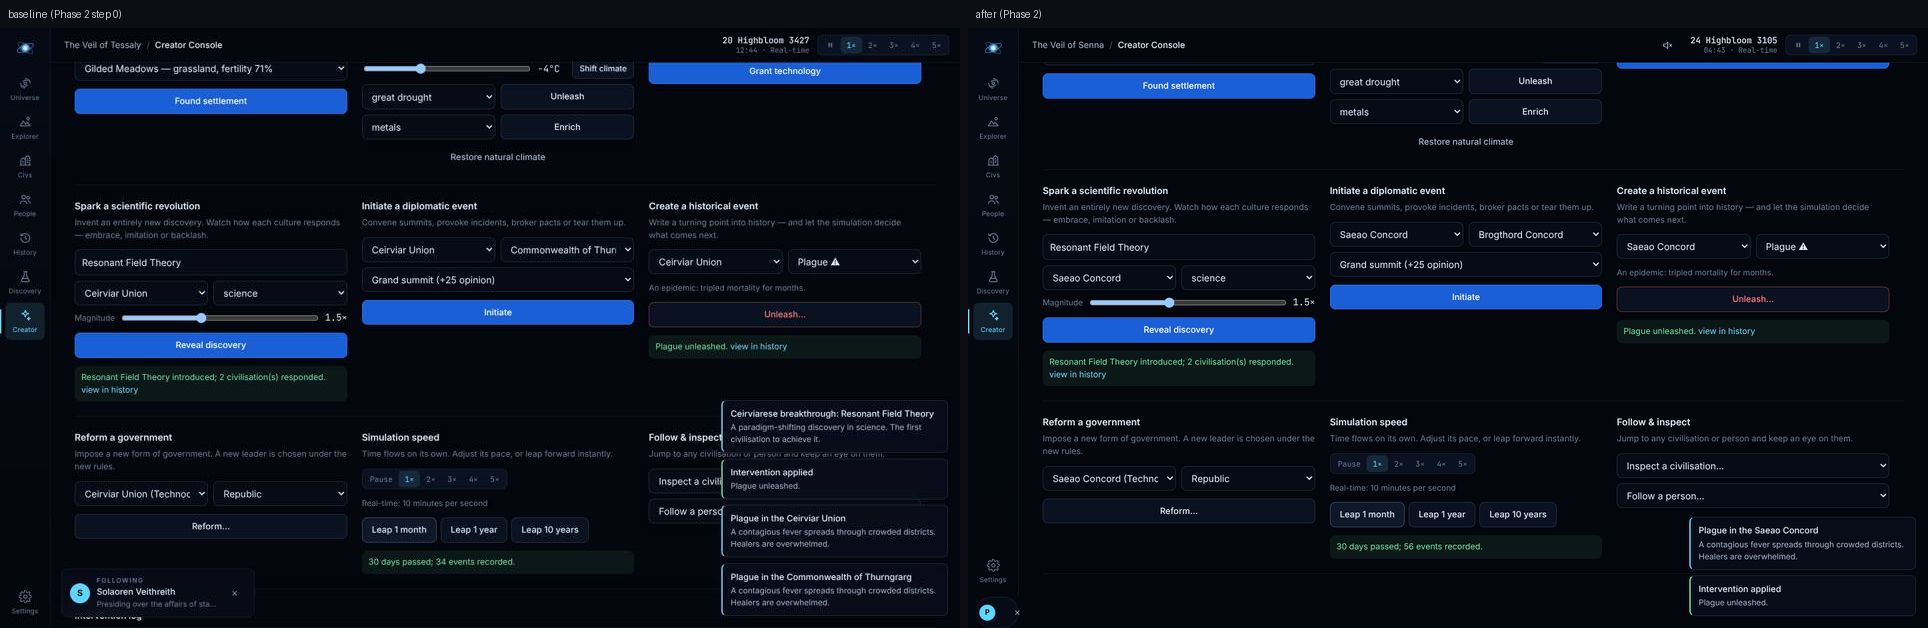 baseline (Phase 2 step 0)
The Veil of Tessaly / Creator Console
20 Highbloom 3427
12:44 · Real-time
1× 2× 3× 4× 5×
Universe
Explorer
Civs
People
History
Discovery
Creator
Settings
Gilded Meadows — grassland, fertility 71%
Found settlement
-4°C
Shift climate
great drought
Unleash
metals
Enrich
Restore natural climate
Grant technology
Spark a scientific revolution
Invent an entirely new discovery. Watch how each culture responds
— embrace, imitation or backlash.
Resonant Field Theory
Ceirviar Union
science
Magnitude
1.5×
Reveal discovery
Resonant Field Theory introduced; 2 civilisation(s) responded.
view in history
Initiate a diplomatic event
Convene summits, provoke incidents, broker pacts or tear them up.
Ceirviar Union
Commonwealth of Thurn
Grand summit (+25 opinion)
Initiate
Create a historical event
Write a turning point into history — and let the simulation decide
what comes next.
Ceirviar Union
Plague ⚠
An epidemic: tripled mortality for months.
Unleash...
Plague unleashed. view in history
Reform a government
Impose a new form of government. A new leader is chosen under the
new rules.
Ceirviar Union (Technoc
Republic
Reform...
Simulation speed
Time flows on its own. Adjust its pace, or leap forward instantly.
Pause 1× 2× 3× 4× 5×
Real-time: 10 minutes per second
Leap 1 month
Leap 1 year
Leap 10 years
30 days passed; 34 events recorded.
Follow & inspect
Jump to any civilisation or person and keep an eye on them.
Inspect a civili
Follow a perso
Ceirviarese breakthrough: Resonant Field Theory
A paradigm-shifting discovery in science. The first
civilisation to achieve it.
Intervention applied
Plague unleashed.
Plague in the Ceirviar Union
A contagious fever spreads through crowded districts.
Healers are overwhelmed.
Plague in the Commonwealth of Thurngrarg
A contagious fever spreads through crowded districts.
Healers are overwhelmed.
S
FOLLOWING
Solaoren Veithreith
Presiding over the affairs of sta...
×
Intervention log
after (Phase 2)
The Veil of Senna / Creator Console
24 Highbloom 3105
04:43 · Real-time
1× 2× 3× 4× 5×
Universe
Explorer
Civs
People
History
Discovery
Creator
Settings
P
×
Found settlement
great drought
Unleash
metals
Enrich
Restore natural climate
Spark a scientific revolution
Invent an entirely new discovery. Watch how each culture responds
— embrace, imitation or backlash.
Resonant Field Theory
Saeao Concord
science
Magnitude
1.5×
Reveal discovery
Resonant Field Theory introduced; 2 civilisation(s) responded.
view in history
Initiate a diplomatic event
Convene summits, provoke incidents, broker pacts or tear them up.
Saeao Concord
Brogthord Concord
Grand summit (+25 opinion)
Initiate
Create a historical event
Write a turning point into history — and let the simulation decide
what comes next.
Saeao Concord
Plague ⚠
An epidemic: tripled mortality for months.
Unleash...
Plague unleashed. view in history
Reform a government
Impose a new form of government. A new leader is chosen under the
new rules.
Saeao Concord (Technc
Republic
Reform...
Simulation speed
Time flows on its own. Adjust its pace, or leap forward instantly.
Pause 1× 2× 3× 4× 5×
Real-time: 10 minutes per second
Leap 1 month
Leap 1 year
Leap 10 years
30 days passed; 56 events recorded.
Follow & inspect
Jump to any civilisation or person and keep an eye on them.
Inspect a civilisation...
Follow a person...
Plague in the Saeao Concord
A contagious fever spreads through crowded districts.
Healers are overwhelmed.
Intervention applied
Plague unleashed.